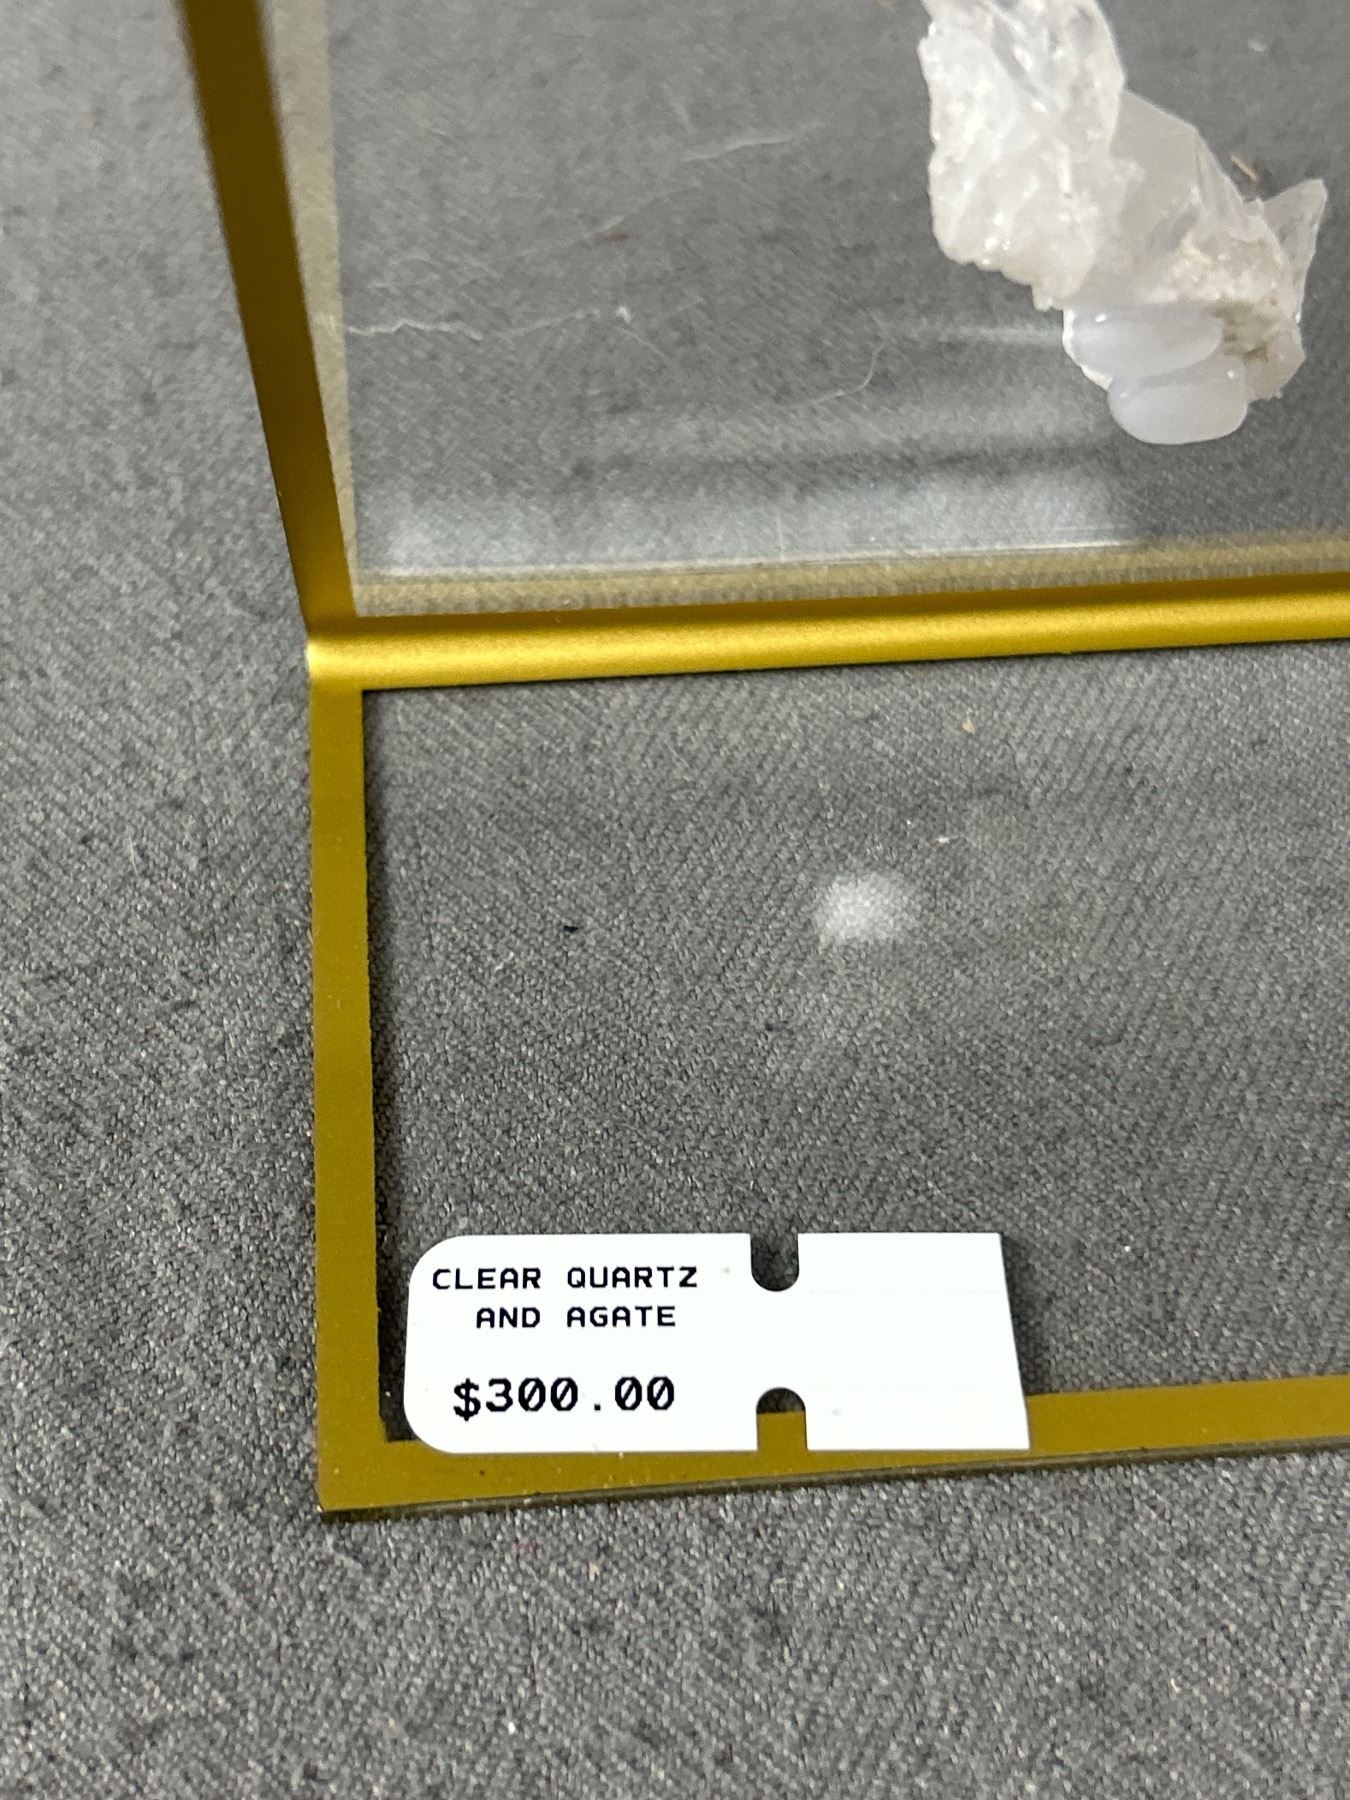 CLEAR QUARTZ
AND AGATE
$300.00